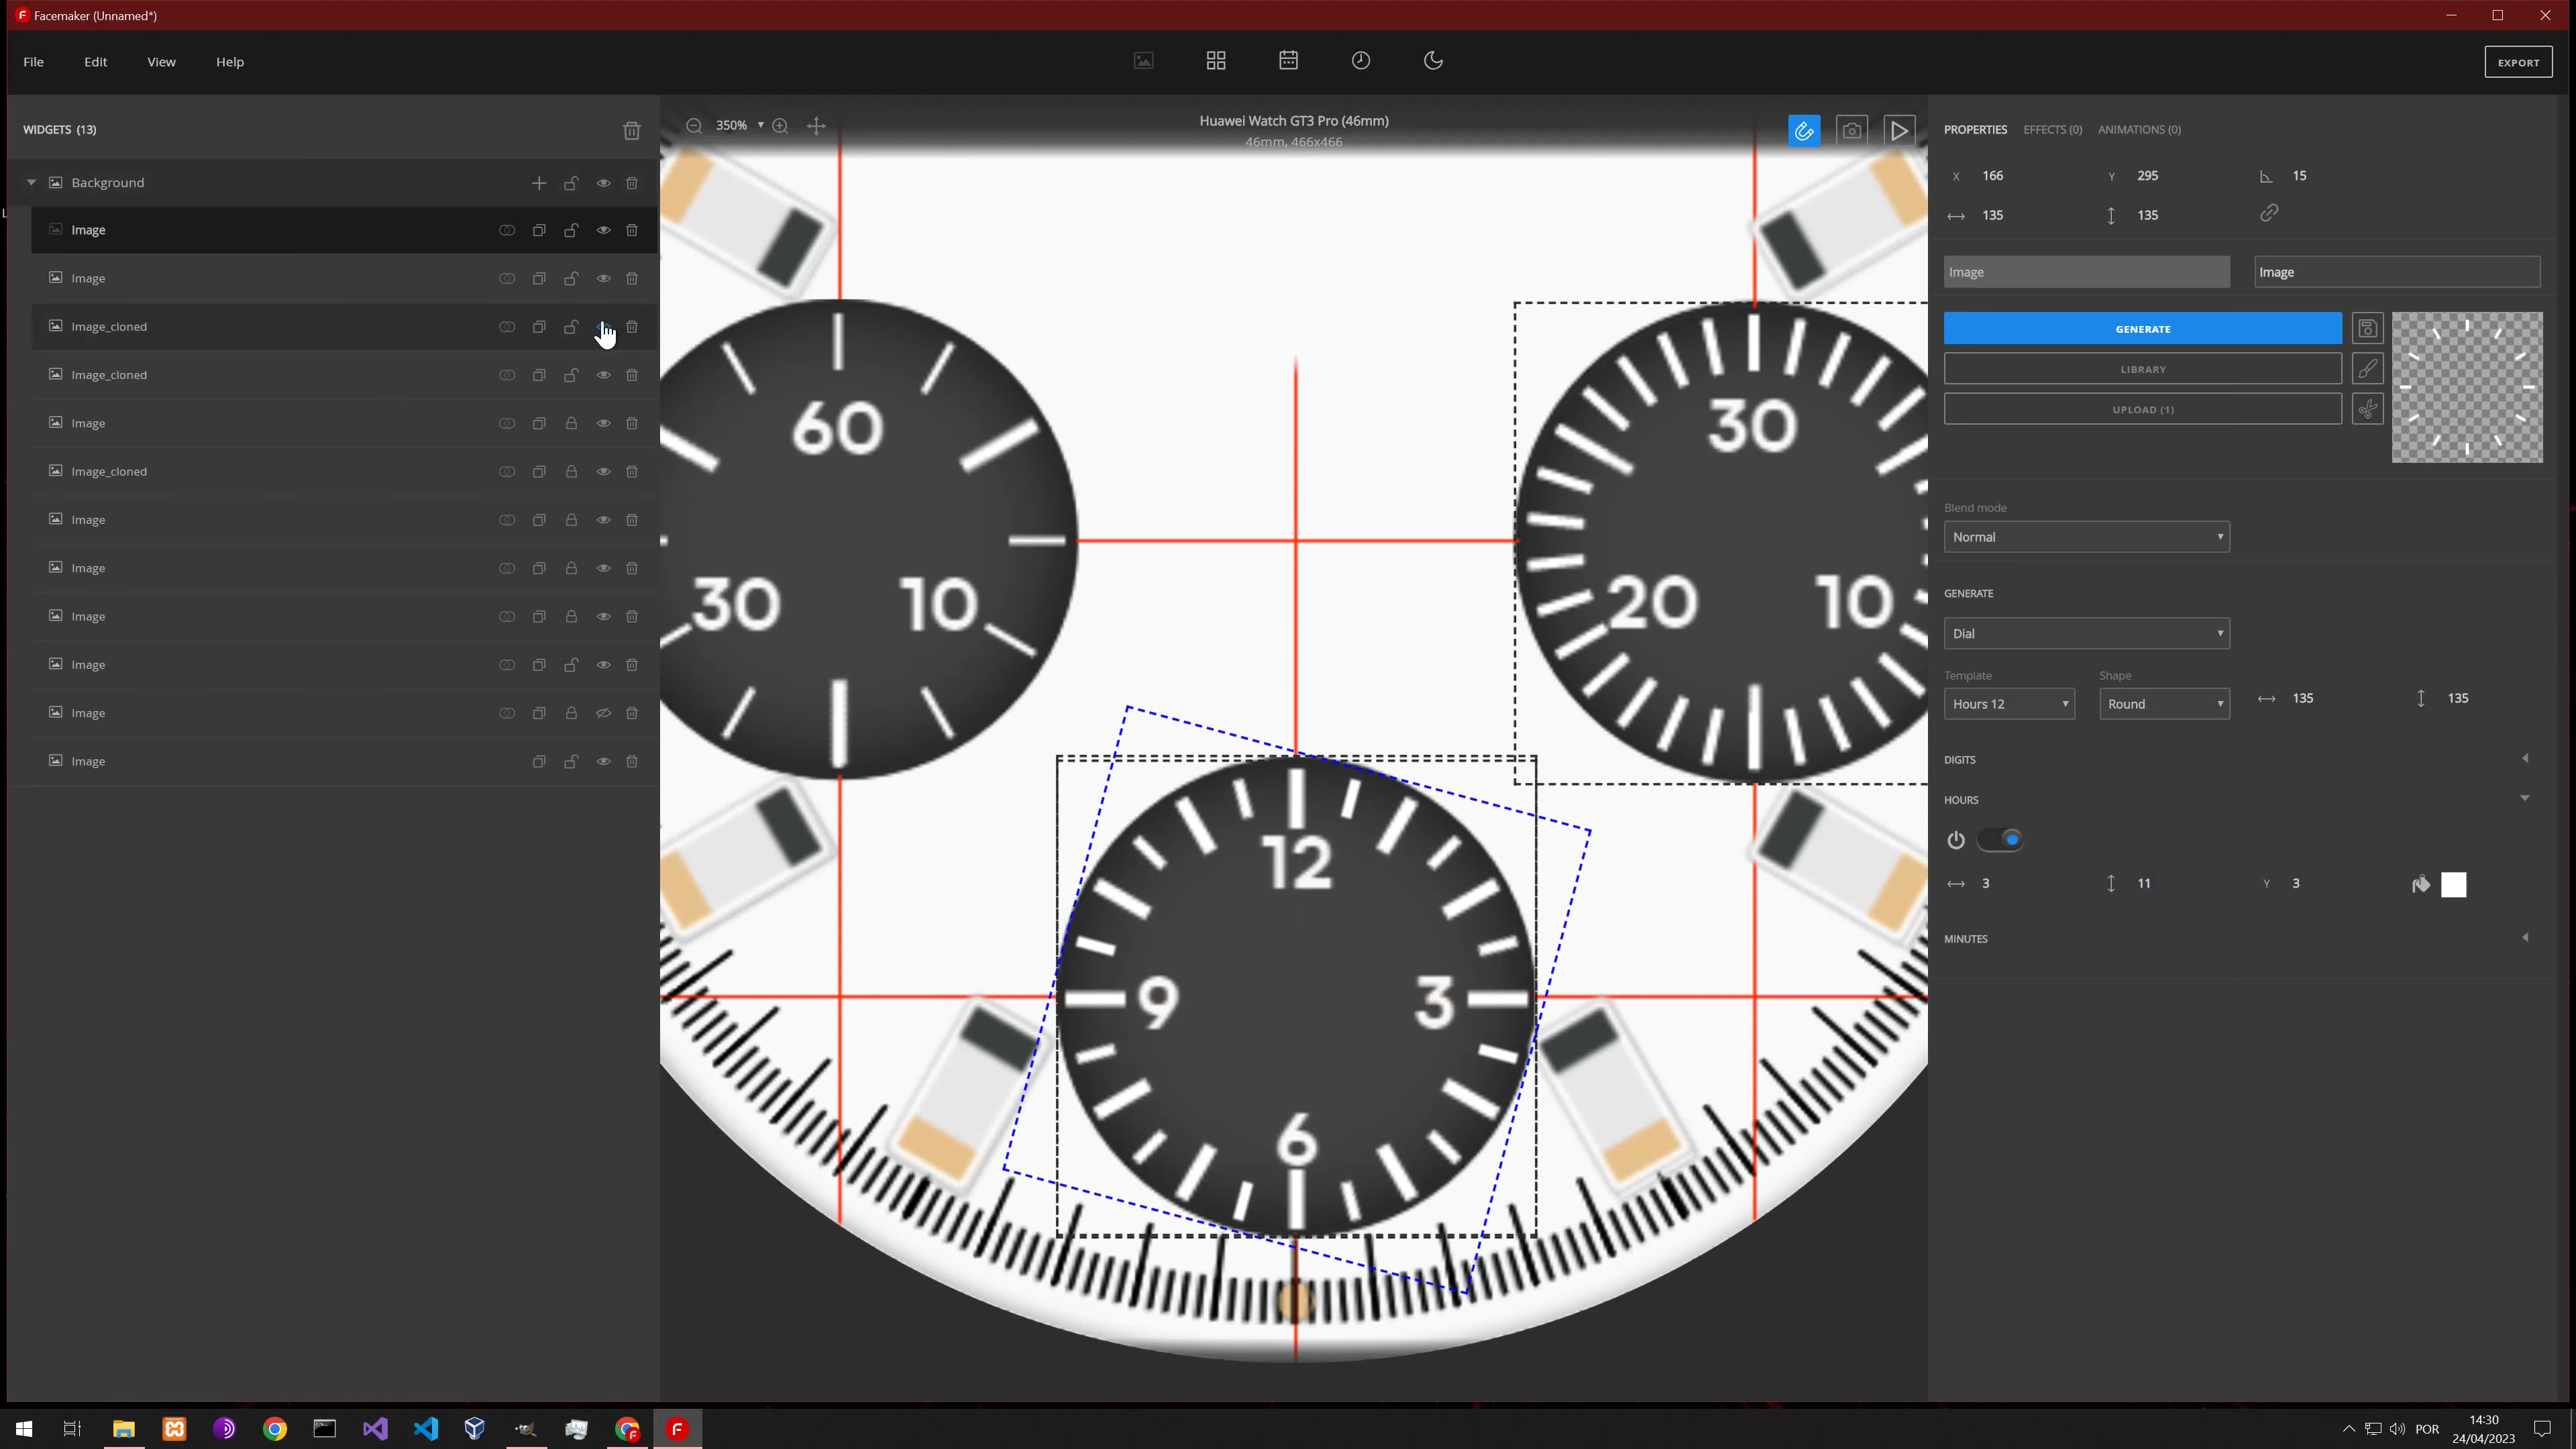 Facemaker (Unnamed*)
File Edit View Help
EXPORT
WIDGETS (13)
Background
Image
Image
Image_cloned
Image_cloned
Image
Image_cloned
Image
Image
Image
Image
Image
Image
350%
Huawei Watch GT3 Pro (46mm)
46mm, 466x466
60
30 10
30
20 10
12
9 3
6
PROPERTIES EFFECTS (0) ANIMATIONS (0)
X 166 Y 295 15
135 135
Image Image
GENERATE
LIBRARY
UPLOAD (1)
Blend mode
Normal
GENERATE
Dial
Template Shape
Hours 12 Round 135 135
DIGITS
HOURS
3 11 Y 3
MINUTES
POR
14:30
24/04/2023